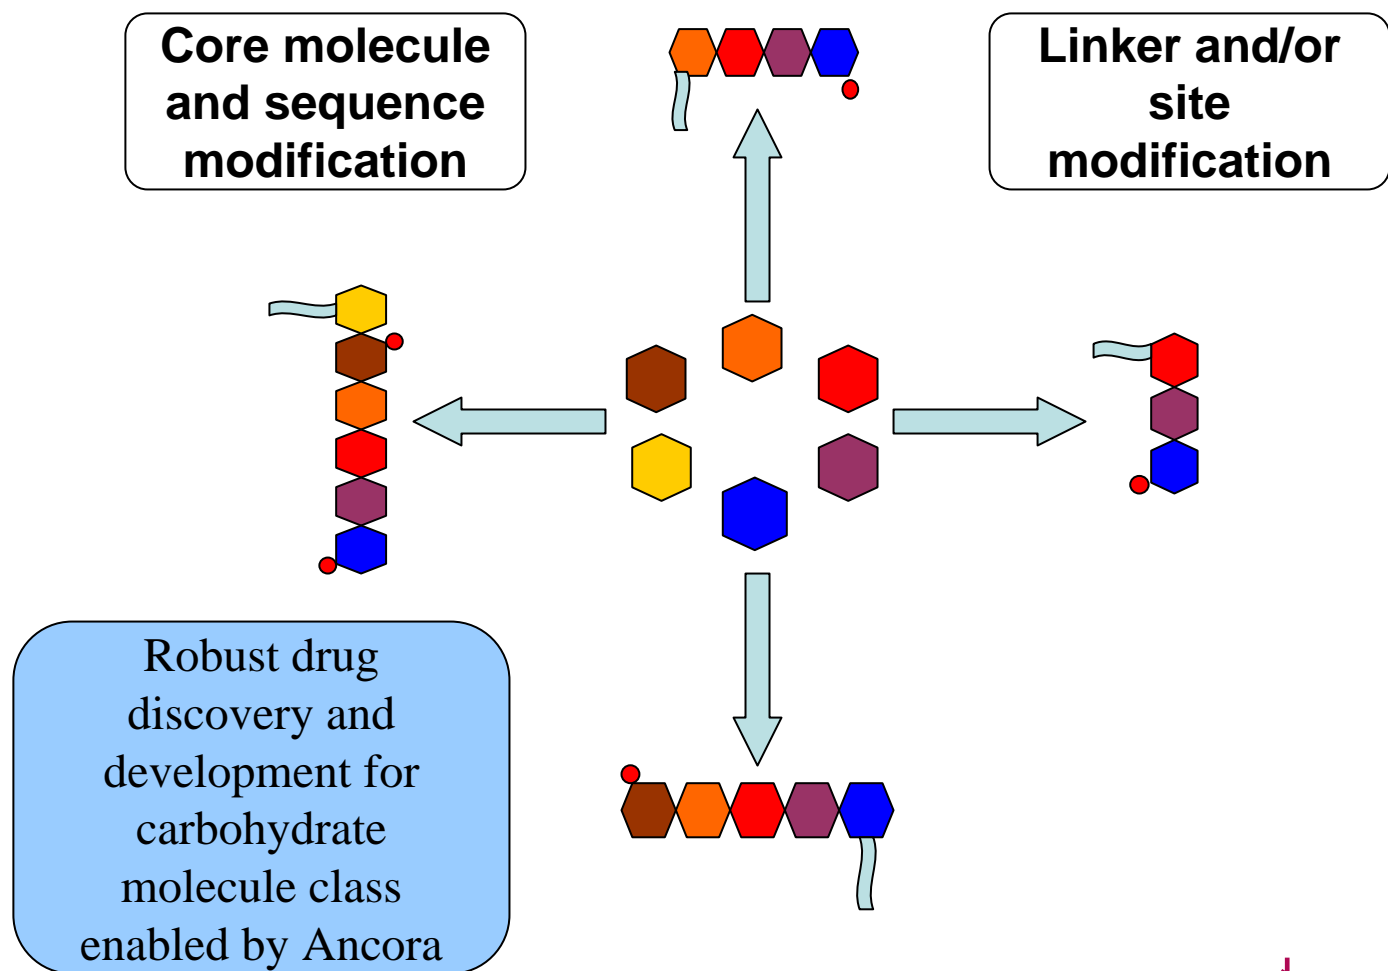 Core molecule
and sequence
modification
Linker and/or
site
modification
Robust drug
discovery and
development for
carbohydrate
molecule class
enabled by Ancora